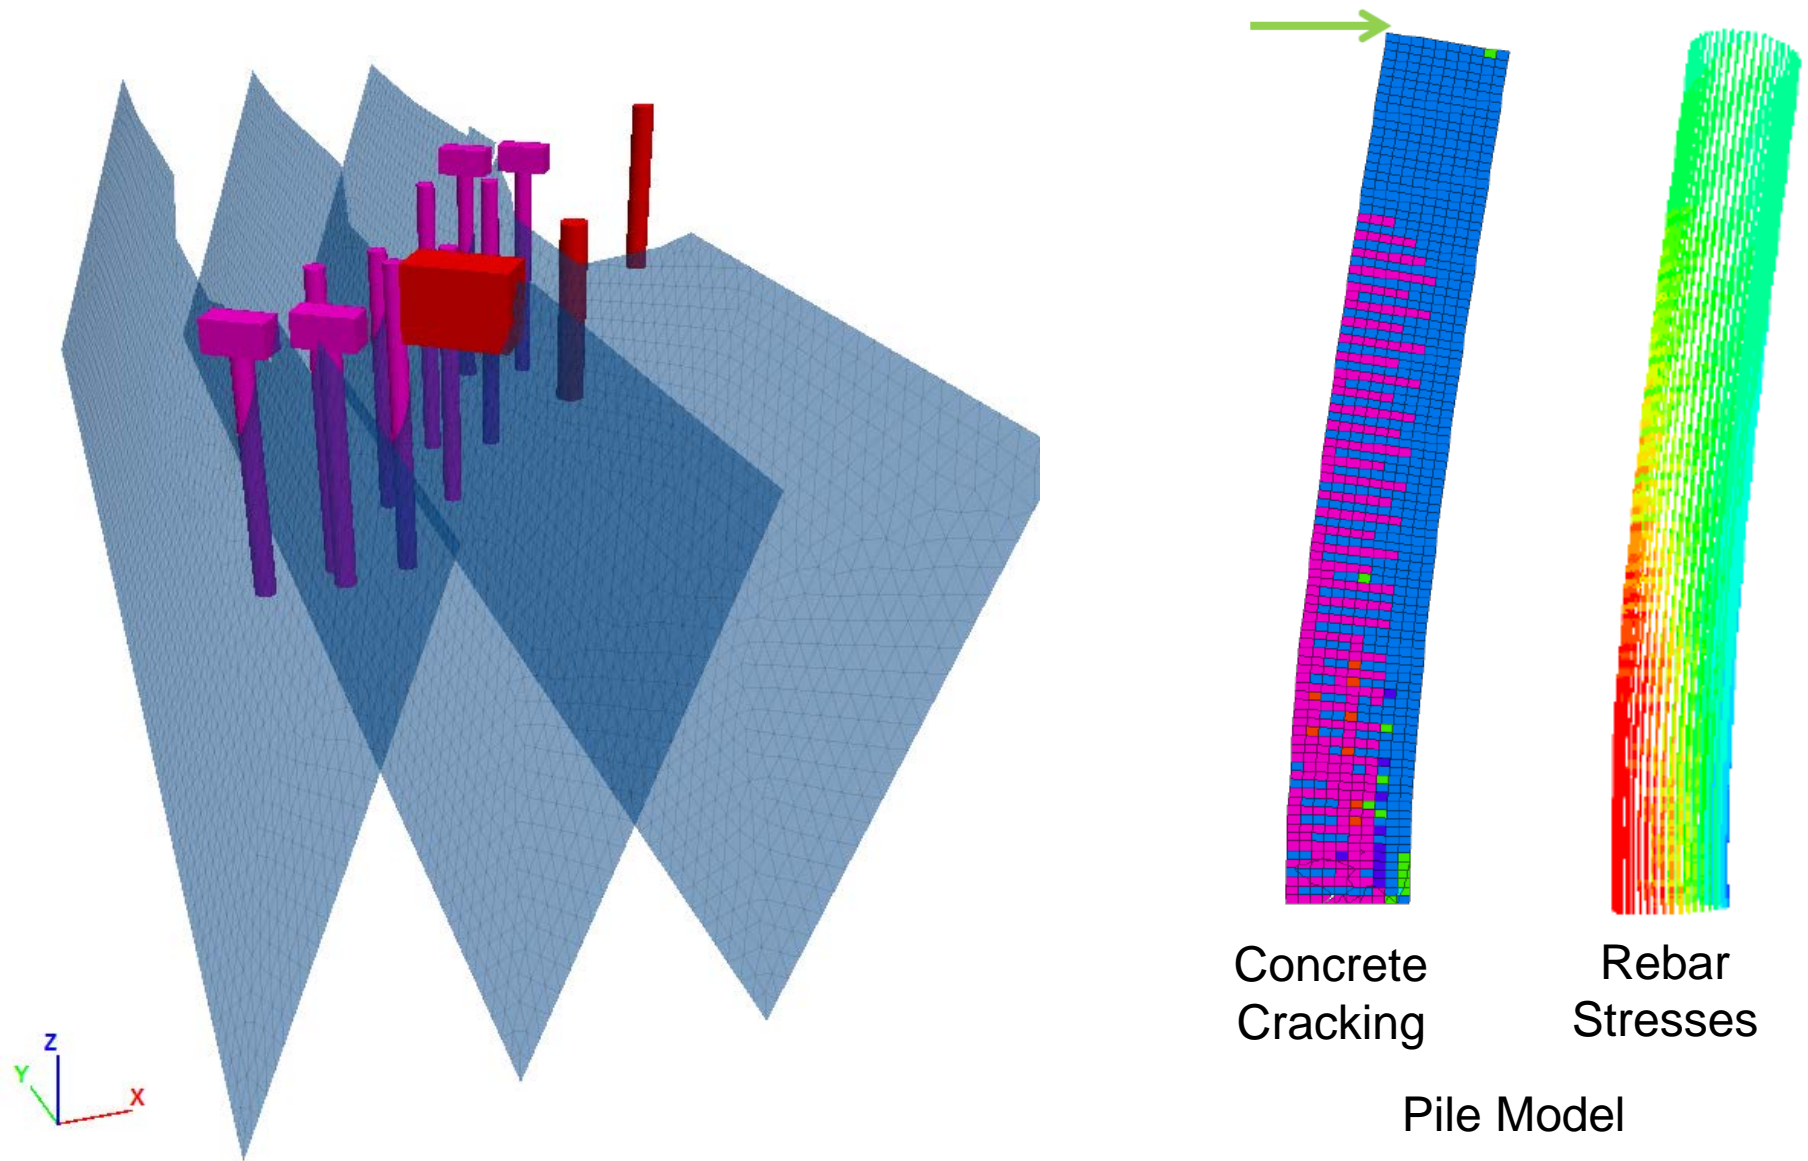 Z
Y
X
Concrete
Cracking
Rebar
Stresses
Pile Model